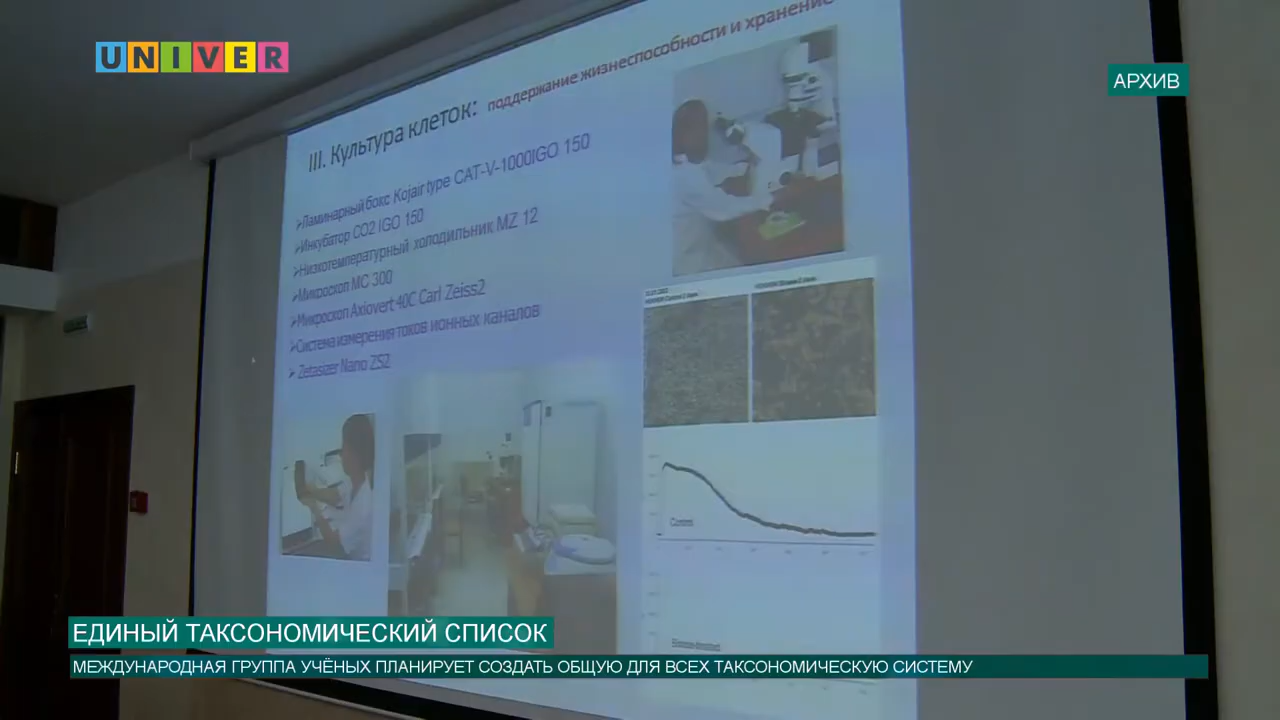 UNIVER
АРХИВ
III. Культура клеток: поддержание жизнеспособности и хранение
➢Ламинарный бокс Kojair type CAT-V-1000IGO 150
➢Инкубатор CO2 IGO 150
➢Низкотемпературный холодильник MZ 12
➢Микроскоп MC 300
➢Микроскоп Axiovert 40C Carl Zeiss2
➢Система измерения токов ионных каналов
➢ Zetasizer Nano ZS2
Control
ЕДИНЫЙ ТАКСОНОМИЧЕСКИЙ СПИСОК
МЕЖДУНАРОДНАЯ ГРУППА УЧЁНЫХ ПЛАНИРУЕТ СОЗДАТЬ ОБЩУЮ ДЛЯ ВСЕХ ТАКСОНОМИЧЕСКУЮ СИСТЕМУ